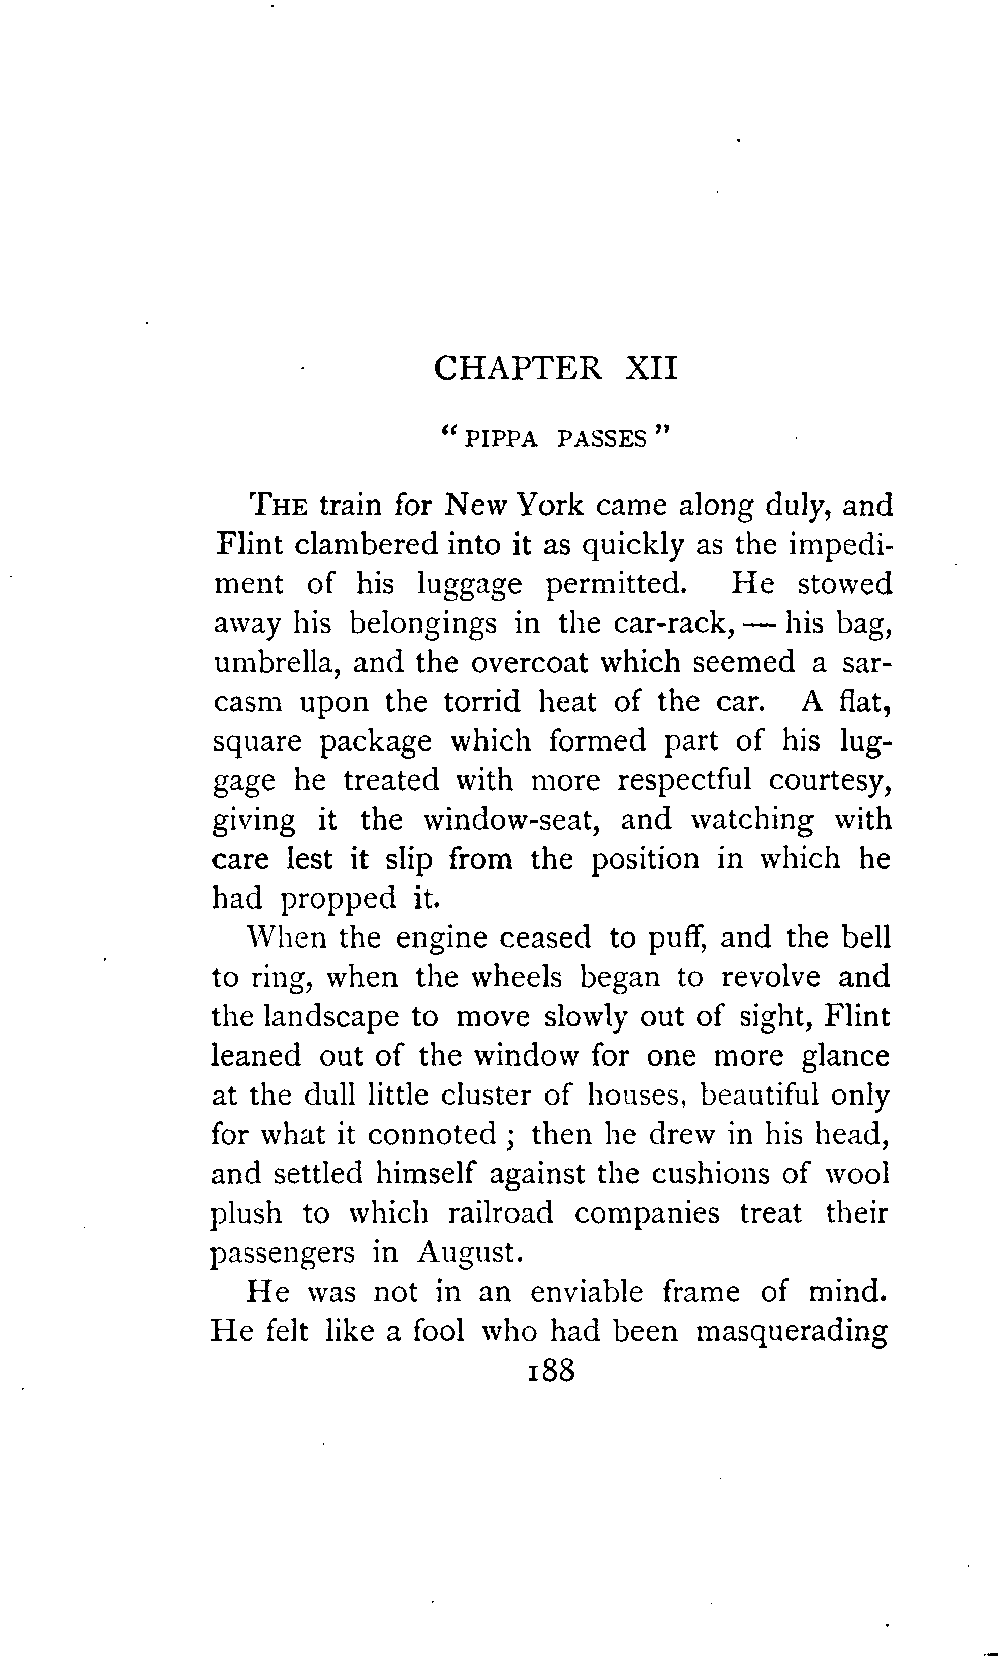 CHAPTER XII
“PIPPA PASSES”
THE train for New York came along duly, and
Flint clambered into it as quickly as the impedi-
ment of his luggage permitted. He stowed
away his belongings in the car-rack, — his bag,
umbrella, and the overcoat which seemed a sar-
casm upon the torrid heat of the car. A flat,
square package which formed part of his lug-
gage he treated with more respectful courtesy,
giving it the window-seat, and watching with
care lest it slip from the position in which he
had propped it.
When the engine ceased to puff, and the bell
to ring, when the wheels began to revolve and
the landscape to move slowly out of sight, Flint
leaned out of the window for one more glance
at the dull little cluster of houses, beautiful only
for what it connoted ; then he drew in his head,
and settled himself against the cushions of wool
plush to which railroad companies treat their
passengers in August.
He was not in an enviable frame of mind.
He felt like a fool who had been masquerading
188